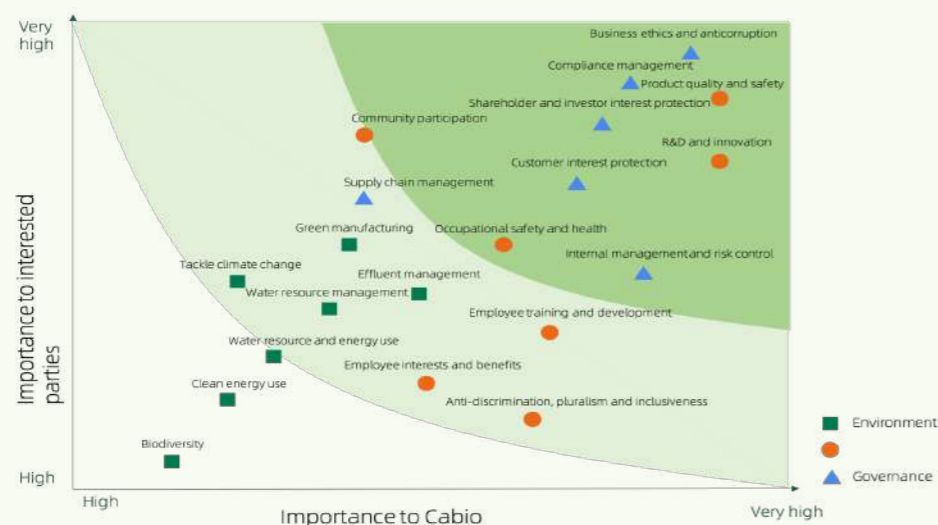 Very
high
Business ethics and anticorruption
Compliance management
Product quality and safety
Shareholder and investor interest protection
Community participation
R&D and innovation
Customer interest protection
Supply chain management
Green manufacturing
Occupational safety and health
Internal management and risk control
Tackle climate change
Effluent management
Water resource management
Employee training and development
Water resource and energy use
Employee interests and benefits
Clean energy use
Anti-discrimination, pluralism and inclusiveness
Biodiversity
Importance to interested
parties
High
High
Importance to Cabio
Very high
Environment
Governance